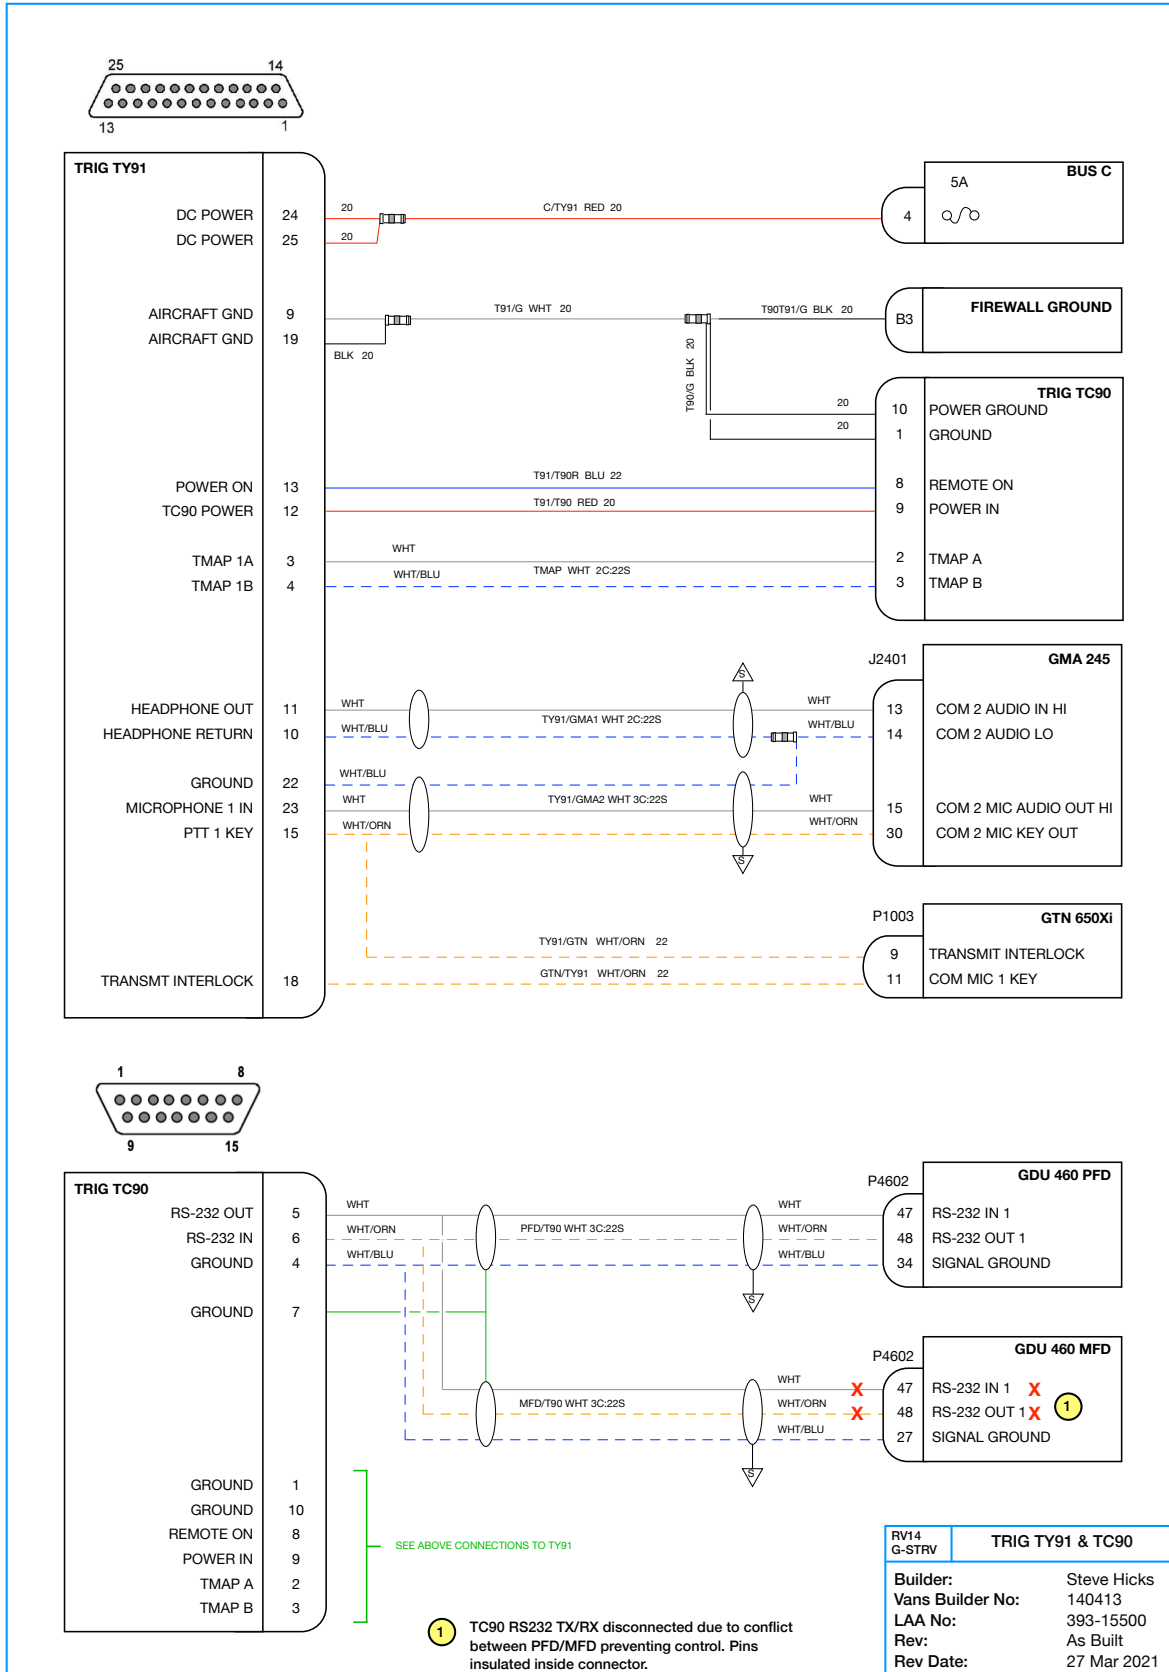 25 14
13 1
TRIG TY91
DC POWER 24 20 C/TY91 RED 20
DC POWER 25 20
BUS C
5A
4
AIRCRAFT GND 9 T91/G WHT 20 T90T91/G BLK 20
AIRCRAFT GND 19 BLK 20
B3 FIREWALL GROUND
T90/G BLK 20
TRIG TC90
20 10 POWER GROUND
20 1 GROUND
POWER ON 13 T91/T90R BLU 22 8 REMOTE ON
TC90 POWER 12 T91/T90 RED 20 9 POWER IN
TMAP 1A 3 WHT 2 TMAP A
TMAP 1B 4 WHT/BLU TMAP WHT 2C:22S 3 TMAP B
J2401 GMA 245
S
HEADPHONE OUT 11 WHT WHT 13 COM 2 AUDIO IN HI
TY91/GMA1 WHT 2C:22S
HEADPHONE RETURN 10 WHT/BLU WHT/BLU 14 COM 2 AUDIO LO
GROUND 22 WHT/BLU
MICROPHONE 1 IN 23 WHT TY91/GMA2 WHT 3C:22S WHT 15 COM 2 MIC AUDIO OUT HI
PTT 1 KEY 15 WHT/ORN WHT/ORN 30 COM 2 MIC KEY OUT
S
P1003 GTN 650Xi
TY91/GTN WHT/ORN 22 9 TRANSMIT INTERLOCK
TRANSMT INTERLOCK 18 GTN/TY91 WHT/ORN 22 11 COM MIC 1 KEY
1 8
9 15
TRIG TC90
P4602 GDU 460 PFD
RS-232 OUT 5 WHT WHT 47 RS-232 IN 1
RS-232 IN 6 WHT/ORN PFD/T90 WHT 3C:22S WHT/ORN 48 RS-232 OUT 1
GROUND 4 WHT/BLU WHT/BLU 34 SIGNAL GROUND
S
GROUND 7
P4602 GDU 460 MFD
WHT X 47 RS-232 IN 1 X
MFD/T90 WHT 3C:22S WHT/ORN X 48 RS-232 OUT 1 X 1
WHT/BLU 27 SIGNAL GROUND
S
GROUND 1
GROUND 10
REMOTE ON 8
POWER IN 9
TMAP A 2
TMAP B 3
SEE ABOVE CONNECTIONS TO TY91
1 TC90 RS232 TX/RX disconnected due to conflict
between PFD/MFD preventing control. Pins
insulated inside connector.
RV14
G-STRV
TRIG TY91 & TC90
Builder: Steve Hicks
Vans Builder No: 140413
LAA No: 393-15500
Rev: As Built
Rev Date: 27 Mar 2021